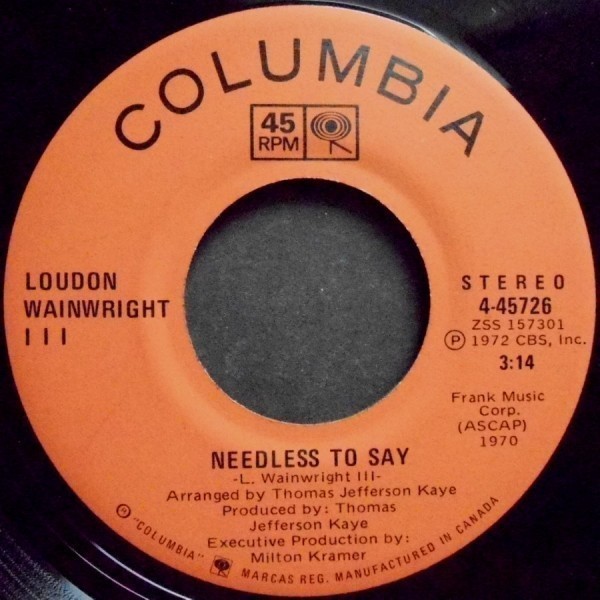 COLUMBIA
45
RPM
LOUDON
WAINWRIGHT
III
STEREO
4-45726
ZSS 157301
Ⓟ 1972 CBS, Inc.
3:14
Frank Music
Corp.
(ASCAP)
1970
NEEDLESS TO SAY
-L. Wainwright III-
Arranged by Thomas Jefferson Kaye
Produced by: Thomas
Jefferson Kaye
Executive Production by:
Milton Kramer
"COLUMBIA" MARCAS REG. MANUFACTURED IN CANADA